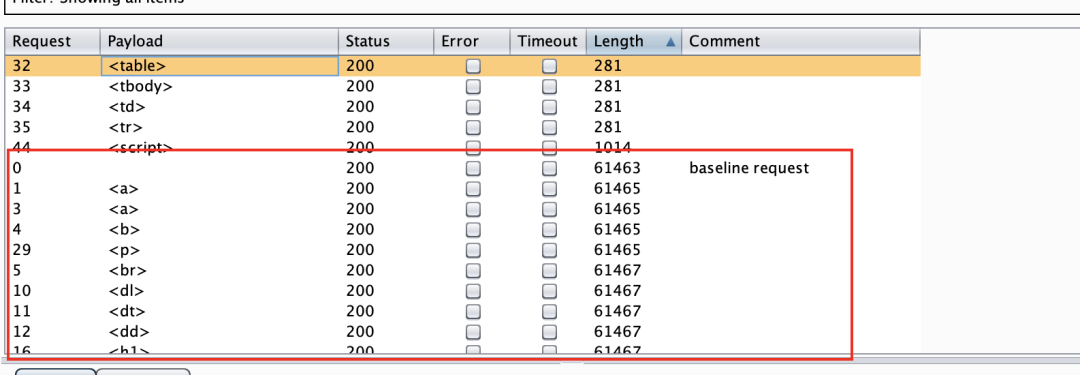 Filter: Showing all items
Request Payload Status Error Timeout Length Comment
32 <table> 200 281
33 <tbody> 200 281
34 <td> 200 281
35 <tr> 200 281
44 <script> 200 1014
0 200 61463 baseline request
1 <a> 200 61465
3 <a> 200 61465
4 <b> 200 61465
29 <p> 200 61465
5 <br> 200 61467
10 <dl> 200 61467
11 <dt> 200 61467
12 <dd> 200 61467
16 <h1> 200 61467